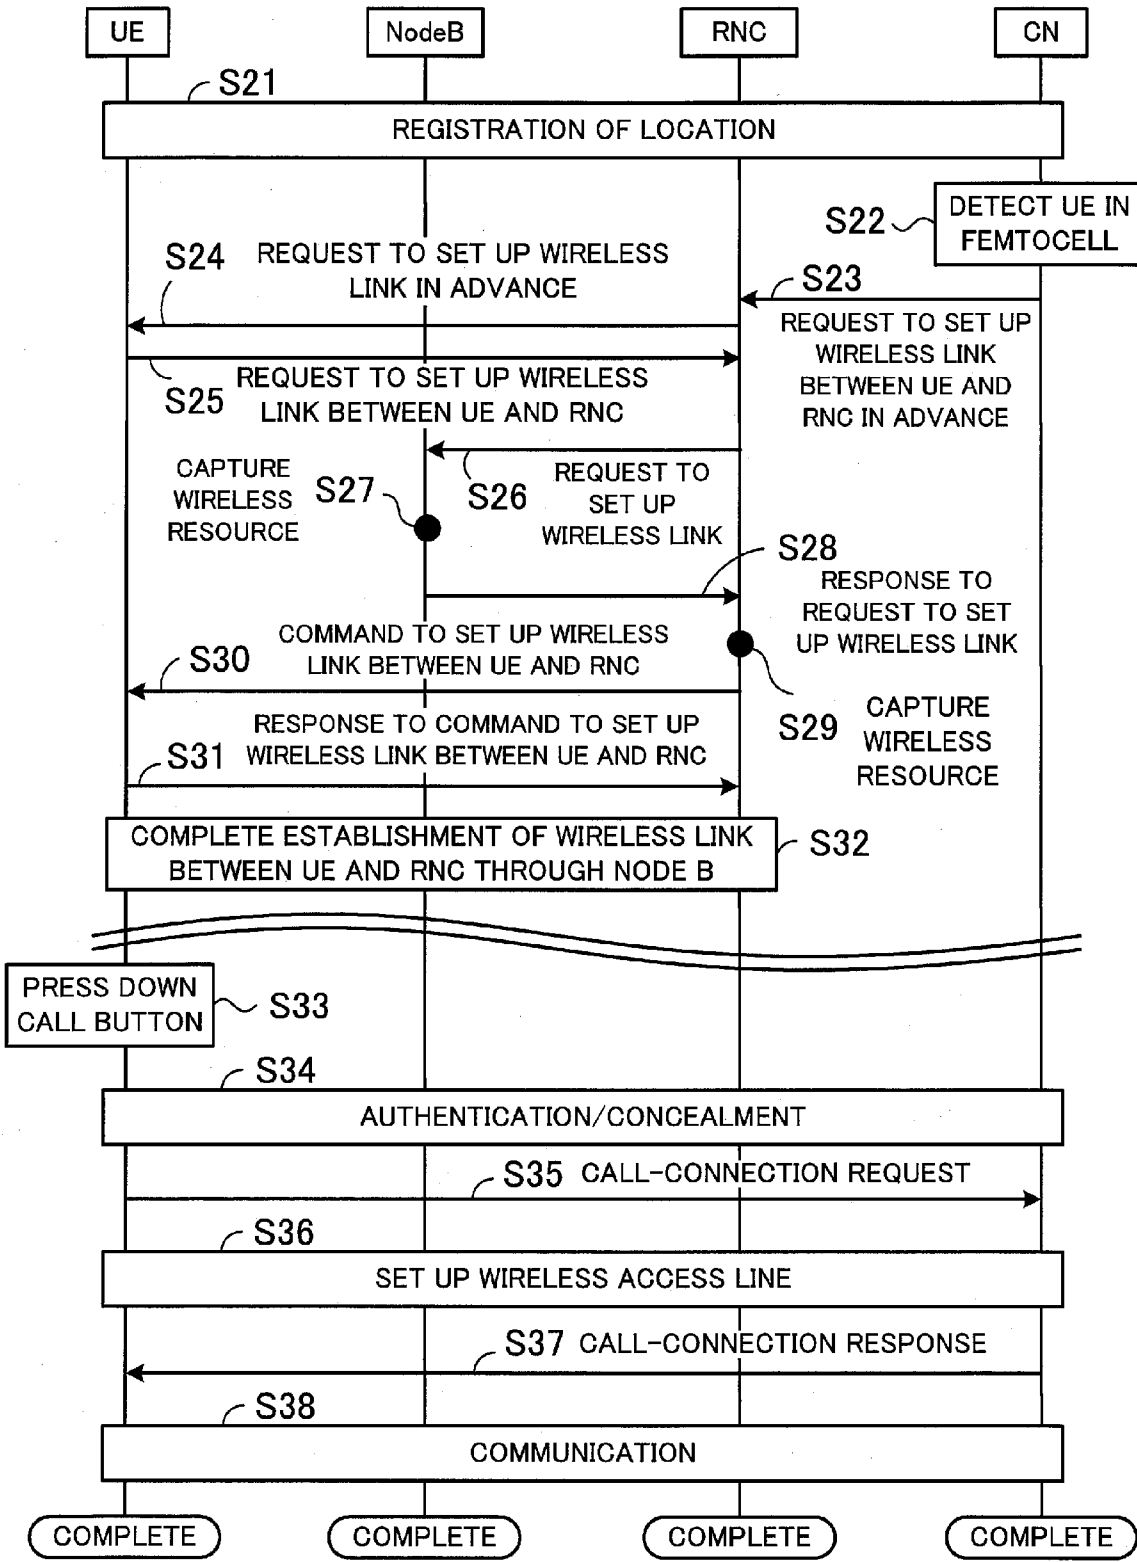 UE
NodeB
RNC
CN
S21
REGISTRATION OF LOCATION
S22
DETECT UE IN
FEMTOCELL
S23
REQUEST TO SET UP
WIRELESS LINK
BETWEEN UE AND
RNC IN ADVANCE
S24
REQUEST TO SET UP WIRELESS
LINK IN ADVANCE
S25
REQUEST TO SET UP WIRELESS
LINK BETWEEN UE AND RNC
S26
REQUEST TO
SET UP
WIRELESS LINK
CAPTURE
WIRELESS
RESOURCE
S27
S28
RESPONSE TO
REQUEST TO SET
UP WIRELESS LINK
S29
CAPTURE
WIRELESS
RESOURCE
S30
COMMAND TO SET UP WIRELESS
LINK BETWEEN UE AND RNC
S31
RESPONSE TO COMMAND TO SET UP
WIRELESS LINK BETWEEN UE AND RNC
COMPLETE ESTABLISHMENT OF WIRELESS LINK
BETWEEN UE AND RNC THROUGH NODE B
S32
PRESS DOWN
CALL BUTTON
S33
S34
AUTHENTICATION/CONCEALMENT
S35 CALL-CONNECTION REQUEST
S36
SET UP WIRELESS ACCESS LINE
S37 CALL-CONNECTION RESPONSE
S38
COMMUNICATION
COMPLETE
COMPLETE
COMPLETE
COMPLETE